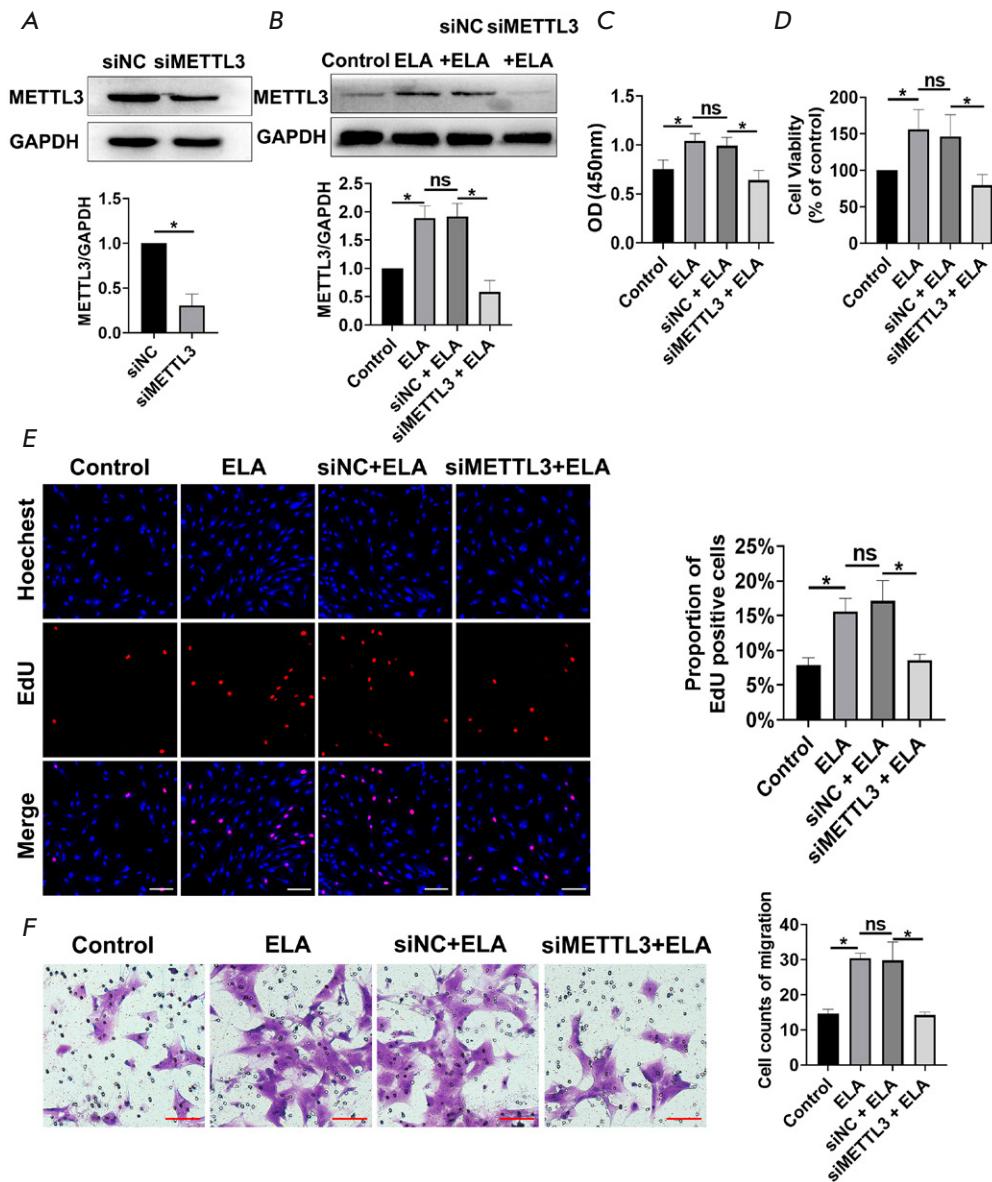 A
siNC siMETTL3
METTL3
GAPDH
METTL3/GAPDH
1.5
1.0
0.5
0.0
*
siNC
siMETTL3
B
siNC siMETTL3
Control ELA +ELA +ELA
METTL3
GAPDH
METTL3/GAPDH
2.5
2.0
1.5
1.0
0.5
0.0
* ns *
Control
ELA
siNC + ELA
siMETTL3 + ELA
C
OD (450nm)
1.5
1.0
0.5
0.0
* ns *
Control
ELA
siNC + ELA
siMETTL3 + ELA
D
Cell Viablity
(% of control)
200
150
100
50
0
* ns *
Control
ELA
siNC + ELA
siMETTL3 + ELA
E
Control ELA siNC+ELA siMETTL3+ELA
Hoechest
EdU
Merge
Proportion of
EdU positive cells
25%
20%
15%
10%
5%
0%
* ns *
Control
ELA
siNC + ELA
siMETTL3 + ELA
F
Control ELA siNC+ELA siMETTL3+ELA
Cell counts of migration
40
30
20
10
0
* ns *
Control
ELA
siNC + ELA
siMETTL3 + ELA